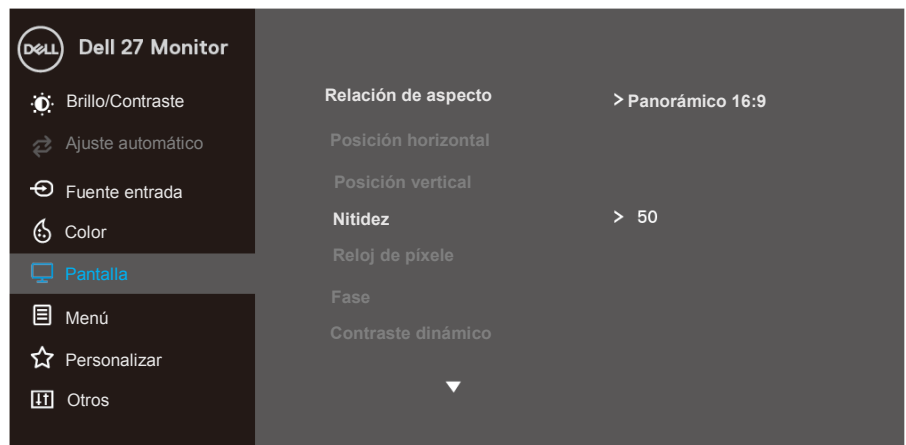 DELL Dell 27 Monitor
Brillo/Contraste
Ajuste automático
Fuente entrada
Color
Pantalla
Menú
Personalizar
Otros
Relación de aspecto > Panorámico 16:9
Posición horizontal
Posición vertical
Nitidez > 50
Reloj de píxele
Fase
Contraste dinámico